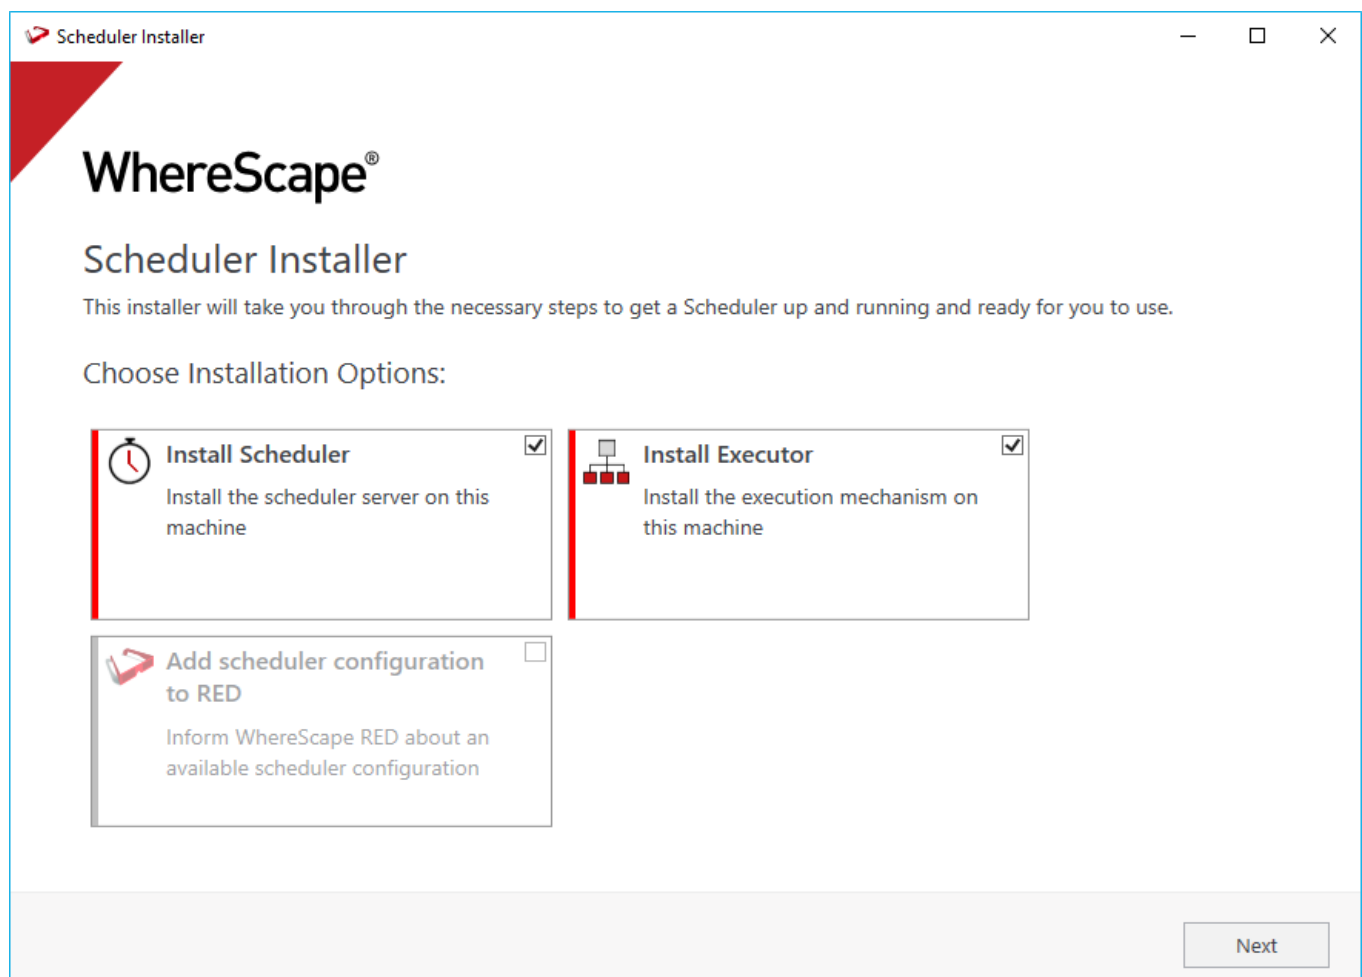 Scheduler Installer
WhereScape®
Scheduler Installer
This installer will take you through the necessary steps to get a Scheduler up and running and ready for you to use.
Choose Installation Options:
Install Scheduler
Install the scheduler server on this
machine
Install Executor
Install the execution mechanism on
this machine
Add scheduler configuration
to RED
Inform WhereScape RED about an
available scheduler configuration
Next